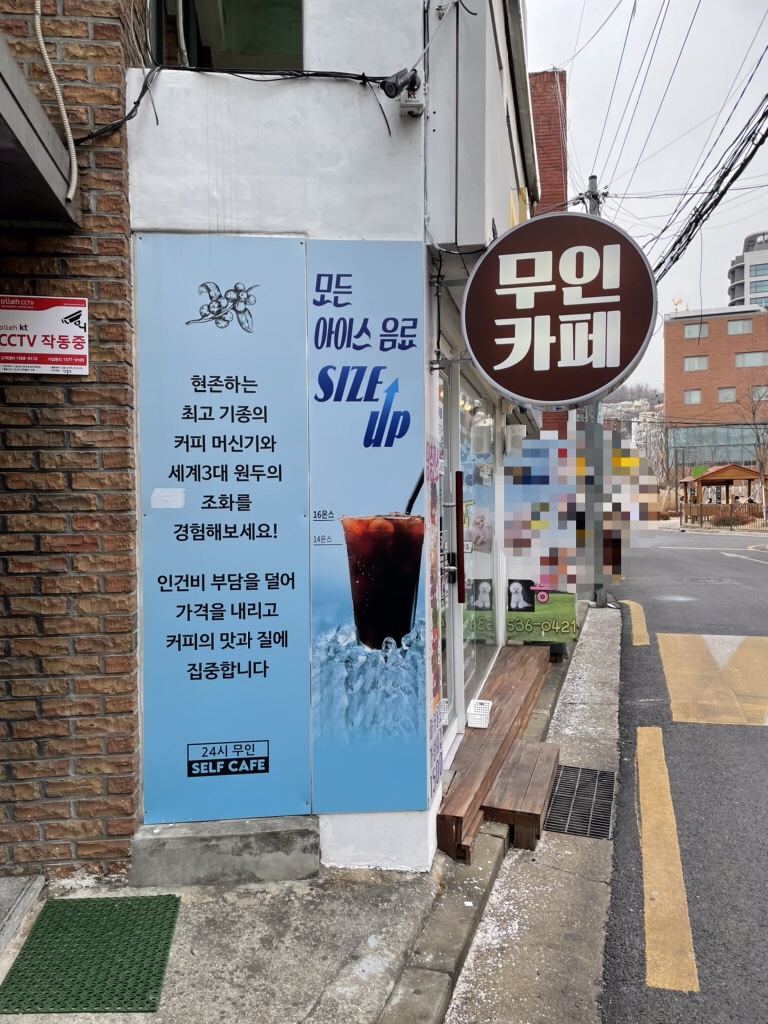 kt
olleh CCTV
olleh kt
CCTV 작동중
현존하는
최고 기종의
커피 머신기와
세계3대 원두의
조화를
경험해보세요!
인건비 부담을 덜어
가격을 내리고
커피의 맛과 질에
집중합니다
24시 무인
SELF CAFE
모든
아이스 음료
SIZE
up
16온스
14온스
무인
카페
536-0421